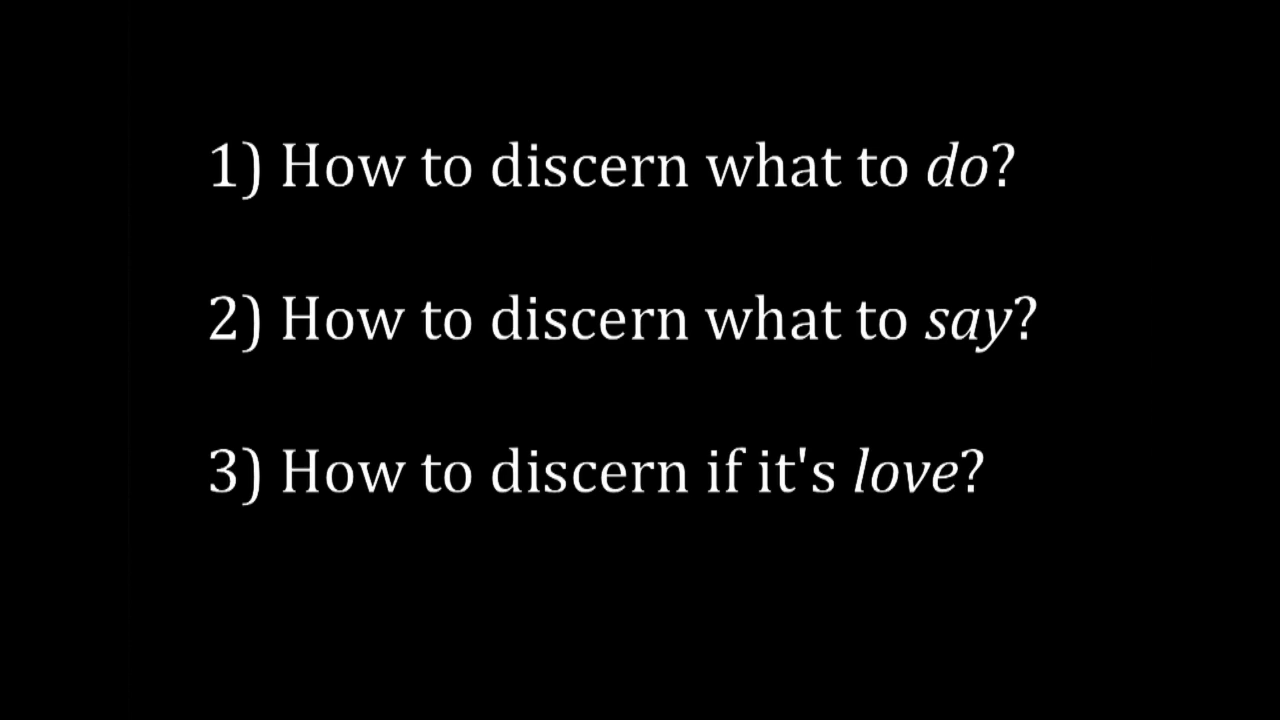 1) How to discern what to do?
2) How to discern what to say?
3) How to discern if it's love?